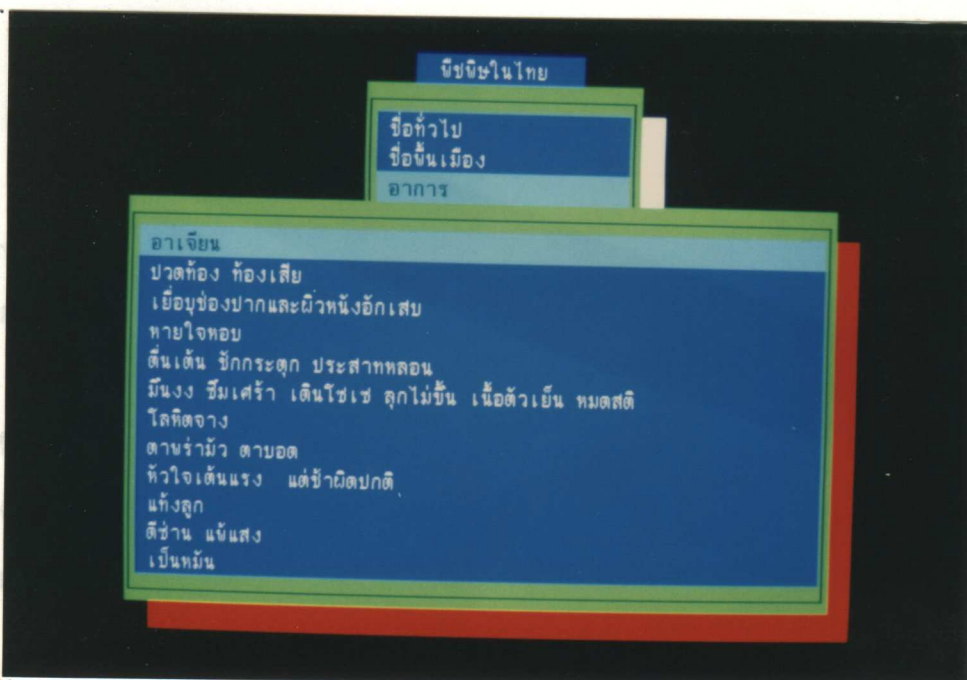 พืชพิษในไทย
ชื่อทั่วไป
ชื่อพื้นเมือง
อาการ
อาเจียน
ปวดท้อง ท้องเสีย
เยื่อบุช่องปากและผิวหนังอักเสบ
หายใจหอบ
ตื่นเต้น ชักกระตุก ประสาทหลอน
มึนงง ซึมเศร้า เดินโซเซ ลุกไม่ขึ้น เนื้อตัวเย็น หมดสติ
โลหิตจาง
ตาพร่ามัว ตาบอด
หัวใจเต้นแรง แต่ช้าผิดปกติ
แท้งลูก
ดีซ่าน แพ้แสง
เป็นหมัน